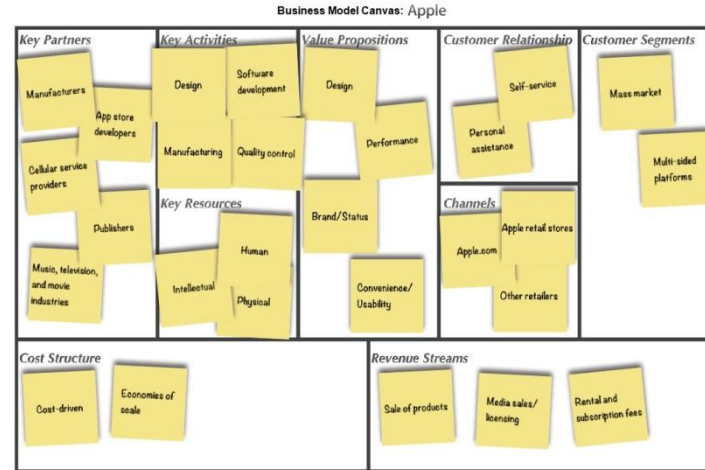 Business Model Canvas: Apple
Key Partners
Manufacturers
App store
developers
Cellular service
providers
Publishers
Music, television,
and movie
industries
Key Activities
Design
Software
development
Manufacturing
Quality control
Key Resources
Human
Intellectual
Physical
Value Propositions
Design
Performance
Brand/Status
Convenience/
Usability
Customer Relationship
Self-service
Personal
assistance
Channels
Apple retail stores
Apple.com
Other retailers
Customer Segments
Mass market
Multi-sided
platforms
Cost Structure
Cost-driven
Economies of
scale
Revenue Streams
Sale of products
Media sales/
licensing
Rental and
subscription fees